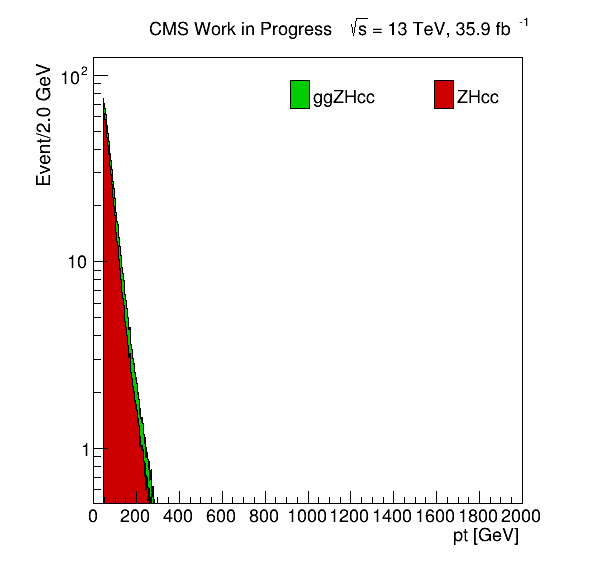 CMS Work in Progress √s = 13 TeV, 35.9 fb -1
Event/2.0 GeV
10²
10
1
ggZHcc
ZHcc
0 200 400 600 800 1000 1200 1400 1600 1800 2000
pt [GeV]